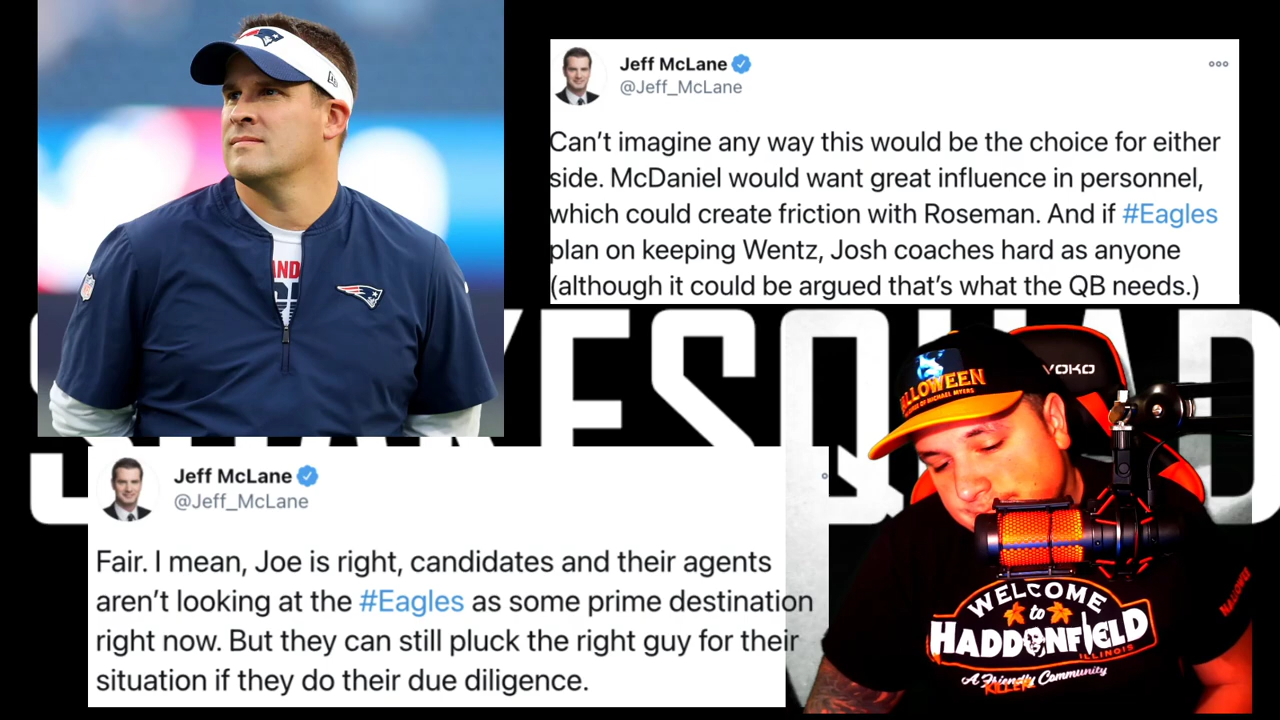 Jeff McLane
@Jeff_McLane
Can’t imagine any way this would be the choice for either
side. McDaniel would want great influence in personnel,
which could create friction with Roseman. And if #Eagles
plan on keeping Wentz, Josh coaches hard as anyone
(although it could be argued that’s what the QB needs.)
Jeff McLane
@Jeff_McLane
Fair. I mean, Joe is right, candidates and their agents
aren’t looking at the #Eagles as some prime destination
right now. But they can still pluck the right guy for their
situation if they do their due diligence.
YOKO
WELCOME
to
HADDONFIELD
ILLINOIS
A Friendly Community
KILLER